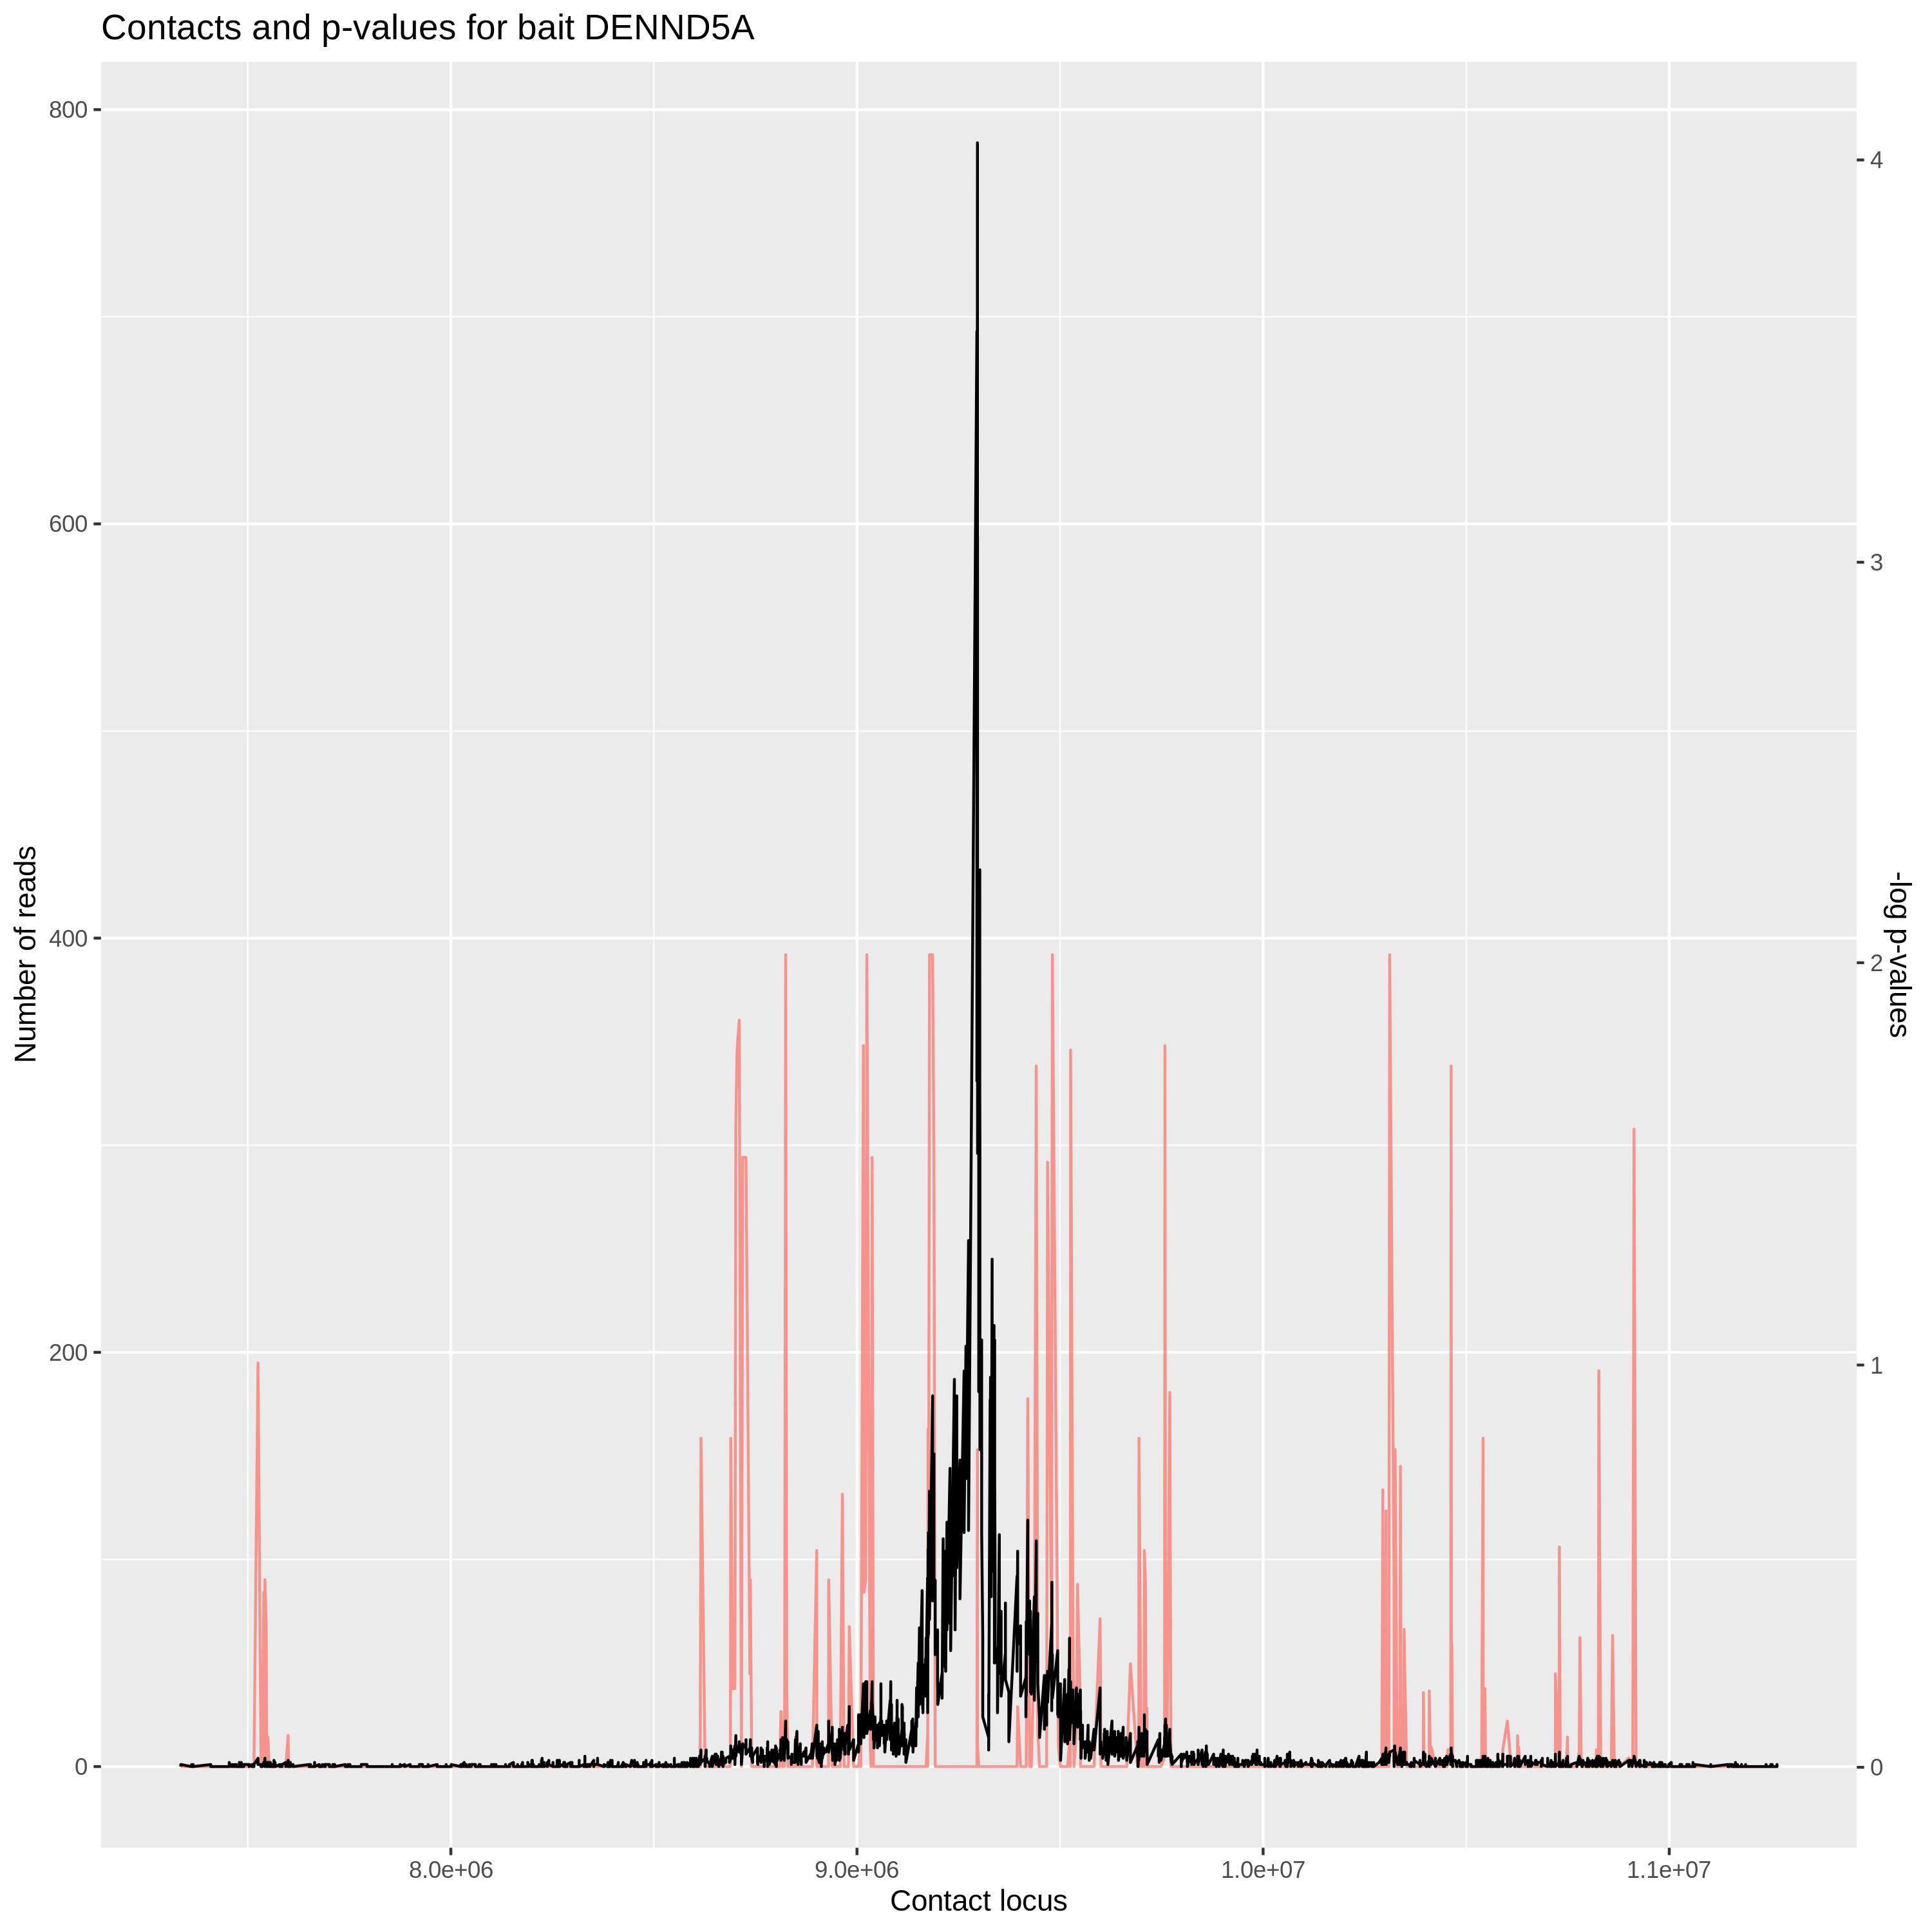 Contacts and p-values for bait DENND5A
800
600
400
200
0
Number of reads
4
3
2
1
0
-log p-values
8.0e+06
9.0e+06
1.0e+07
1.1e+07
Contact locus